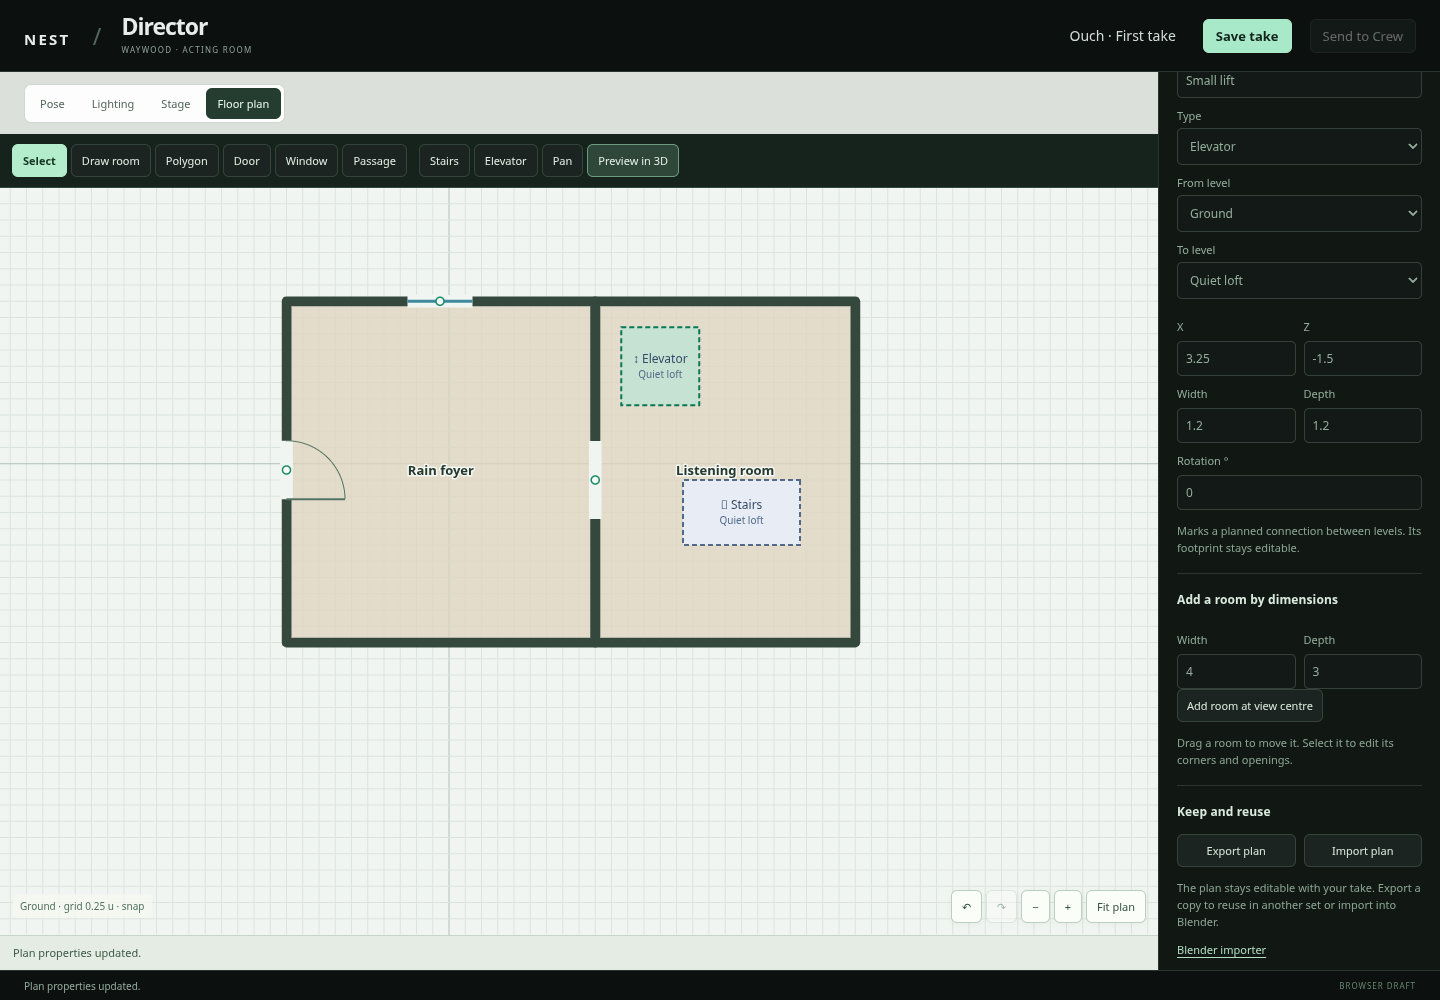 NEST / Director
WAYWOOD · ACTING ROOM
Ouch · First take
Save take
Send to Crew
Pose
Lighting
Stage
Floor plan
Select
Draw room
Polygon
Door
Window
Passage
Stairs
Elevator
Pan
Preview in 3D
↕ Elevator
Quiet loft
Rain foyer
Listening room
Stairs
Quiet loft
Ground · grid 0.25 u · snap
↶
↷
−
+
Fit plan
Plan properties updated.
Small lift
Type
Elevator
From level
Ground
To level
Quiet loft
X
Z
3.25
-1.5
Width
Depth
1.2
1.2
Rotation °
0
Marks a planned connection between levels. Its
footprint stays editable.
Add a room by dimensions
Width
Depth
4
3
Add room at view centre
Drag a room to move it. Select it to edit its
corners and openings.
Keep and reuse
Export plan
Import plan
The plan stays editable with your take. Export a
copy to reuse in another set or import into
Blender.
Blender importer
Plan properties updated.
BROWSER DRAFT